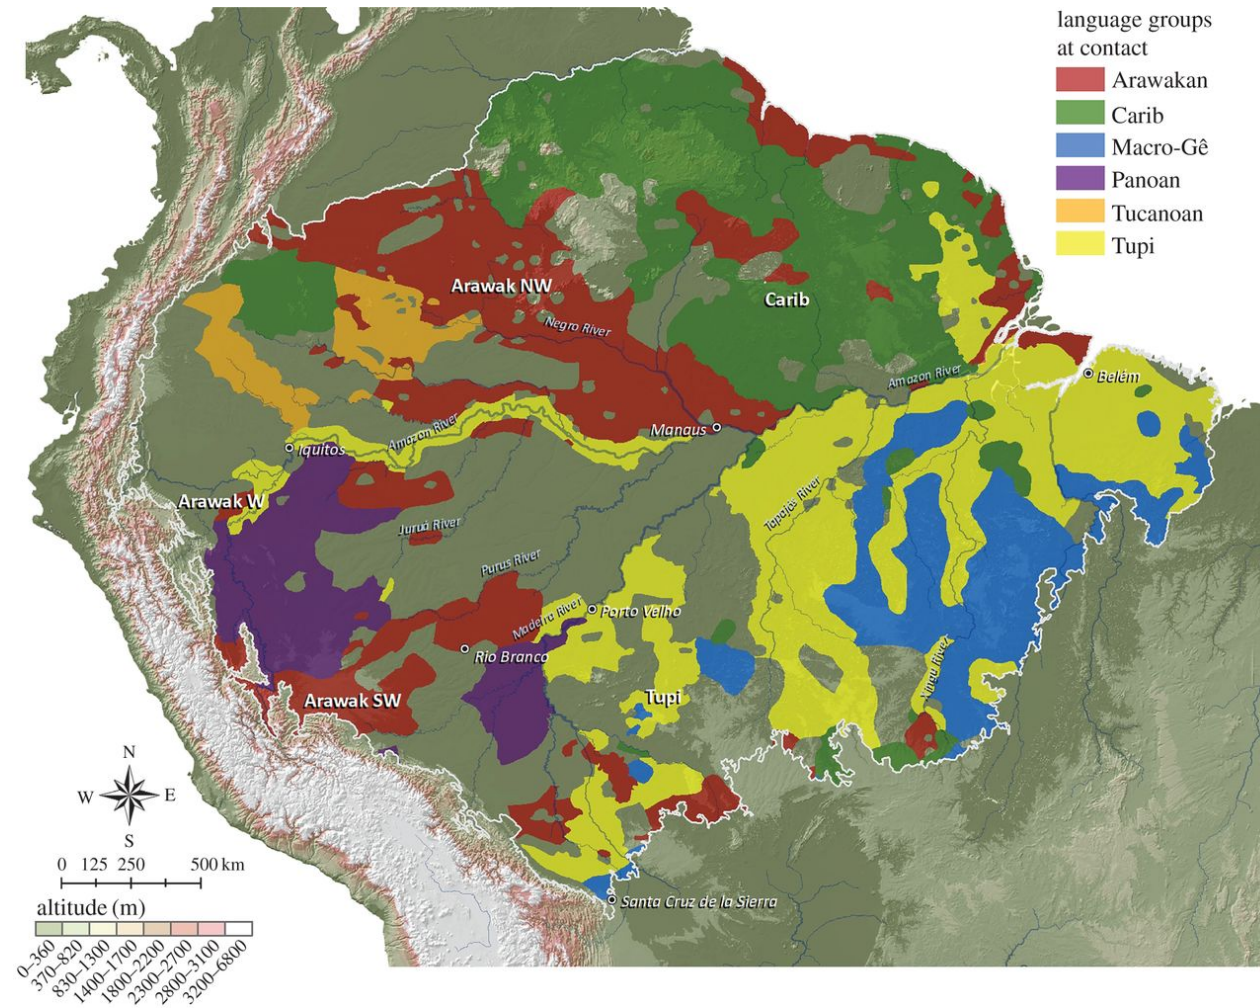 language groups
at contact
Arawakan
Carib
Macro-Gê
Panoan
Tucanoan
Tupi
Arawak NW
Carib
Negro River
Amazon River
Belém
Manaus
Amazon River
Iquitos
Arawak W
Tapajós River
Juruá River
Purus River
Madeira River
Porto Velho
Rio Branco
Xingu River
Arawak SW
Tupi
N
W E
S
0 125 250 500 km
altitude (m)
0–360
370–820
830–1300
1400–1700
1800–2200
2300–2700
2800–3100
3200–6800
Santa Cruz de la Sierra